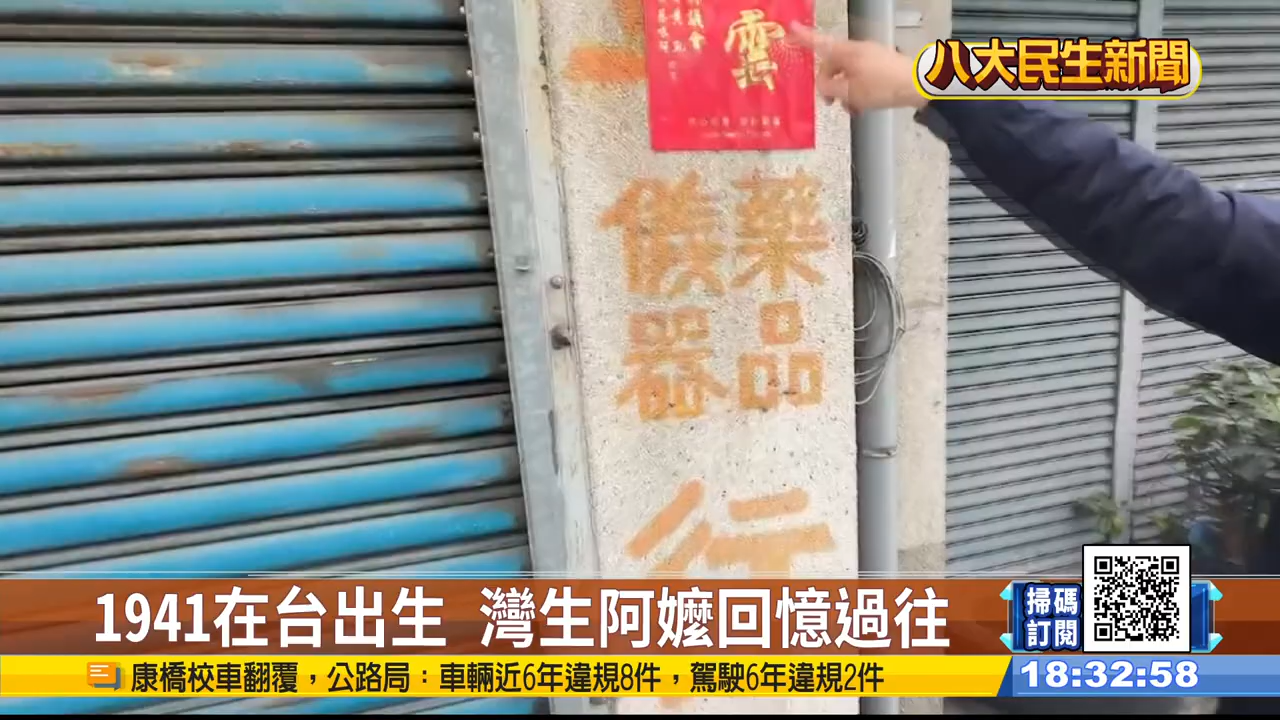 八大民生新聞
議會
雲
藥品
儀器
行
1941在台出生 灣生阿嬤回憶過往
掃碼
訂閱
康橋校車翻覆，公路局：車輛近6年違規8件，駕駛6年違規2件
18:32:58